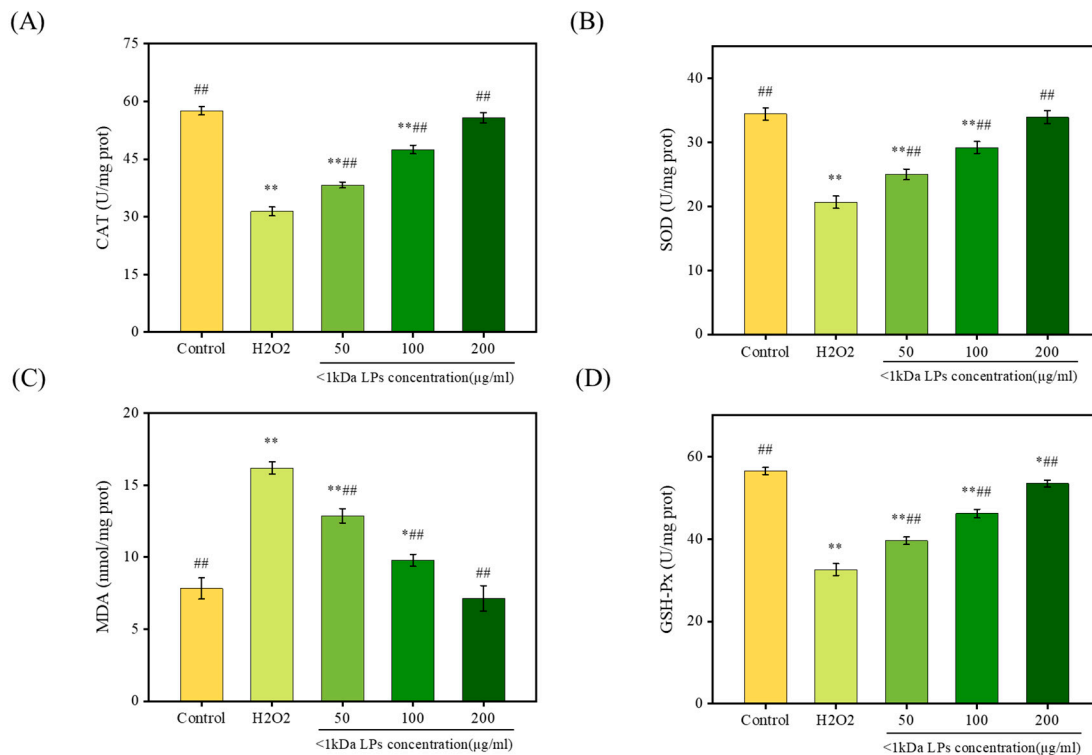 (A)
75
60
45
30
15
0
CAT (U/mg prot)
##
**
**##
**##
##
Control H2O2 50 100 200
<1kDa LPs concentration(μg/ml)
(B)
40
30
20
10
0
SOD (U/mg prot)
##
**
**##
**##
##
Control H2O2 50 100 200
<1kDa LPs concentration(μg/ml)
(C)
20
15
10
5
0
MDA (nmol/mg prot)
##
**
**##
*##
##
Control H2O2 50 100 200
<1kDa LPs concentration(μg/ml)
(D)
60
40
20
0
GSH-Px (U/mg prot)
##
**
**##
**##
*##
Control H2O2 50 100 200
<1kDa LPs concentration(μg/ml)